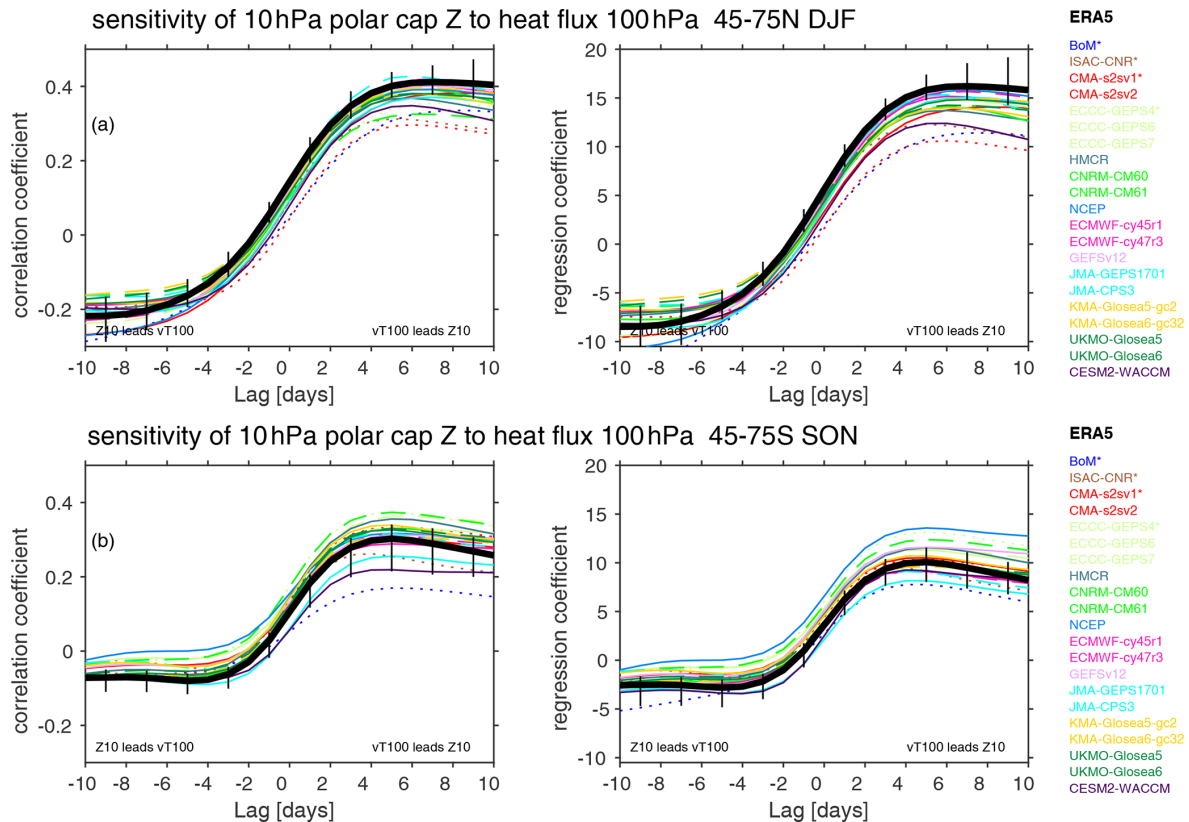 sensitivity of 10hPa polar cap Z to heat flux 100hPa 45-75N DJF
ERA5
BoM*
ISAC-CNR*
CMA-s2sv1*
CMA-s2sv2
ECCC-GEPS4*
ECCC-GEPS6
ECCC-GEPS7
HMCR
CNRM-CM60
CNRM-CM61
NCEP
ECMWF-cy45r1
ECMWF-cy47r3
GEFSv12
JMA-GEPS1701
JMA-CPS3
KMA-Glosea5-gc2
KMA-Glosea6-gc32
UKMO-Glosea5
UKMO-Glosea6
CESM2-WACCM
correlation coefficient
0.4
0.2
0
-0.2
(a)
Z10 leads vT100
vT100 leads Z10
-10 -8 -6 -4 -2 0 2 4 6 8 10
Lag [days]
regression coefficient
20
15
10
5
0
-5
-10
Z10 leads vT100
vT100 leads Z10
-10 -8 -6 -4 -2 0 2 4 6 8 10
Lag [days]
sensitivity of 10hPa polar cap Z to heat flux 100hPa 45-75S SON
ERA5
BoM*
ISAC-CNR*
CMA-s2sv1*
CMA-s2sv2
ECCC-GEPS4*
ECCC-GEPS6
ECCC-GEPS7
HMCR
CNRM-CM60
CNRM-CM61
NCEP
ECMWF-cy45r1
ECMWF-cy47r3
GEFSv12
JMA-GEPS1701
JMA-CPS3
KMA-Glosea5-gc2
KMA-Glosea6-gc32
UKMO-Glosea5
UKMO-Glosea6
CESM2-WACCM
correlation coefficient
0.4
0.2
0
-0.2
(b)
Z10 leads vT100
vT100 leads Z10
-10 -8 -6 -4 -2 0 2 4 6 8 10
Lag [days]
regression coefficient
20
15
10
5
0
-5
-10
Z10 leads vT100
vT100 leads Z10
-10 -8 -6 -4 -2 0 2 4 6 8 10
Lag [days]